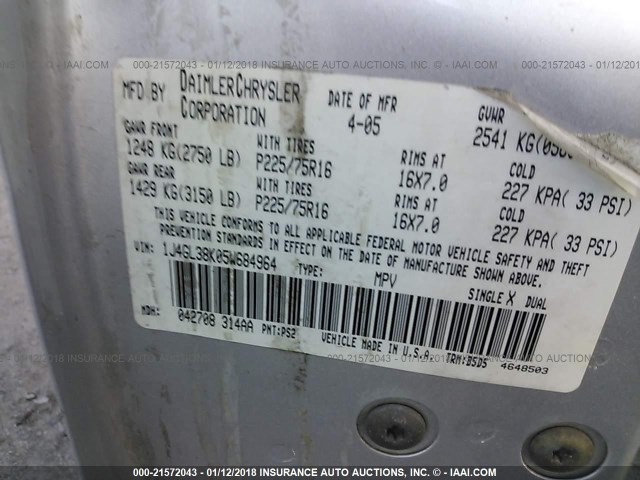 000-21572043 - 01/12/2018 INSURANCE AUTO AUCTIONS, INC. - © IAAI.COM
MFD BY DAIMLERCHRYSLER CORPORATION
DATE OF MFR 4-05
GVWR 2541 KG
GAWR FRONT WITH TIRES RIMS AT COLD
1248 KG(2750 LB) P225/75R16 16X7.0 227 KPA( 33 PSI)
GAWR REAR WITH TIRES RIMS AT COLD
1429 KG(3150 LB) P225/75R16 16X7.0 227 KPA( 33 PSI)
THIS VEHICLE CONFORMS TO ALL APPLICABLE FEDERAL MOTOR VEHICLE SAFETY AND THEFT
PREVENTION STANDARDS IN EFFECT ON THE DATE OF MANUFACTURE SHOWN ABOVE.
VIN: 1J4GL38K05W684964 TYPE: MPV SINGLE X DUAL
MDH: 042708 314AA PNT:PS2 VEHICLE MADE IN U.S.A. TRM:B5D5 4648503
000-21572043 - 01/12/2018 INSURANCE AUTO AUCTIONS, INC. - © IAAI.COM